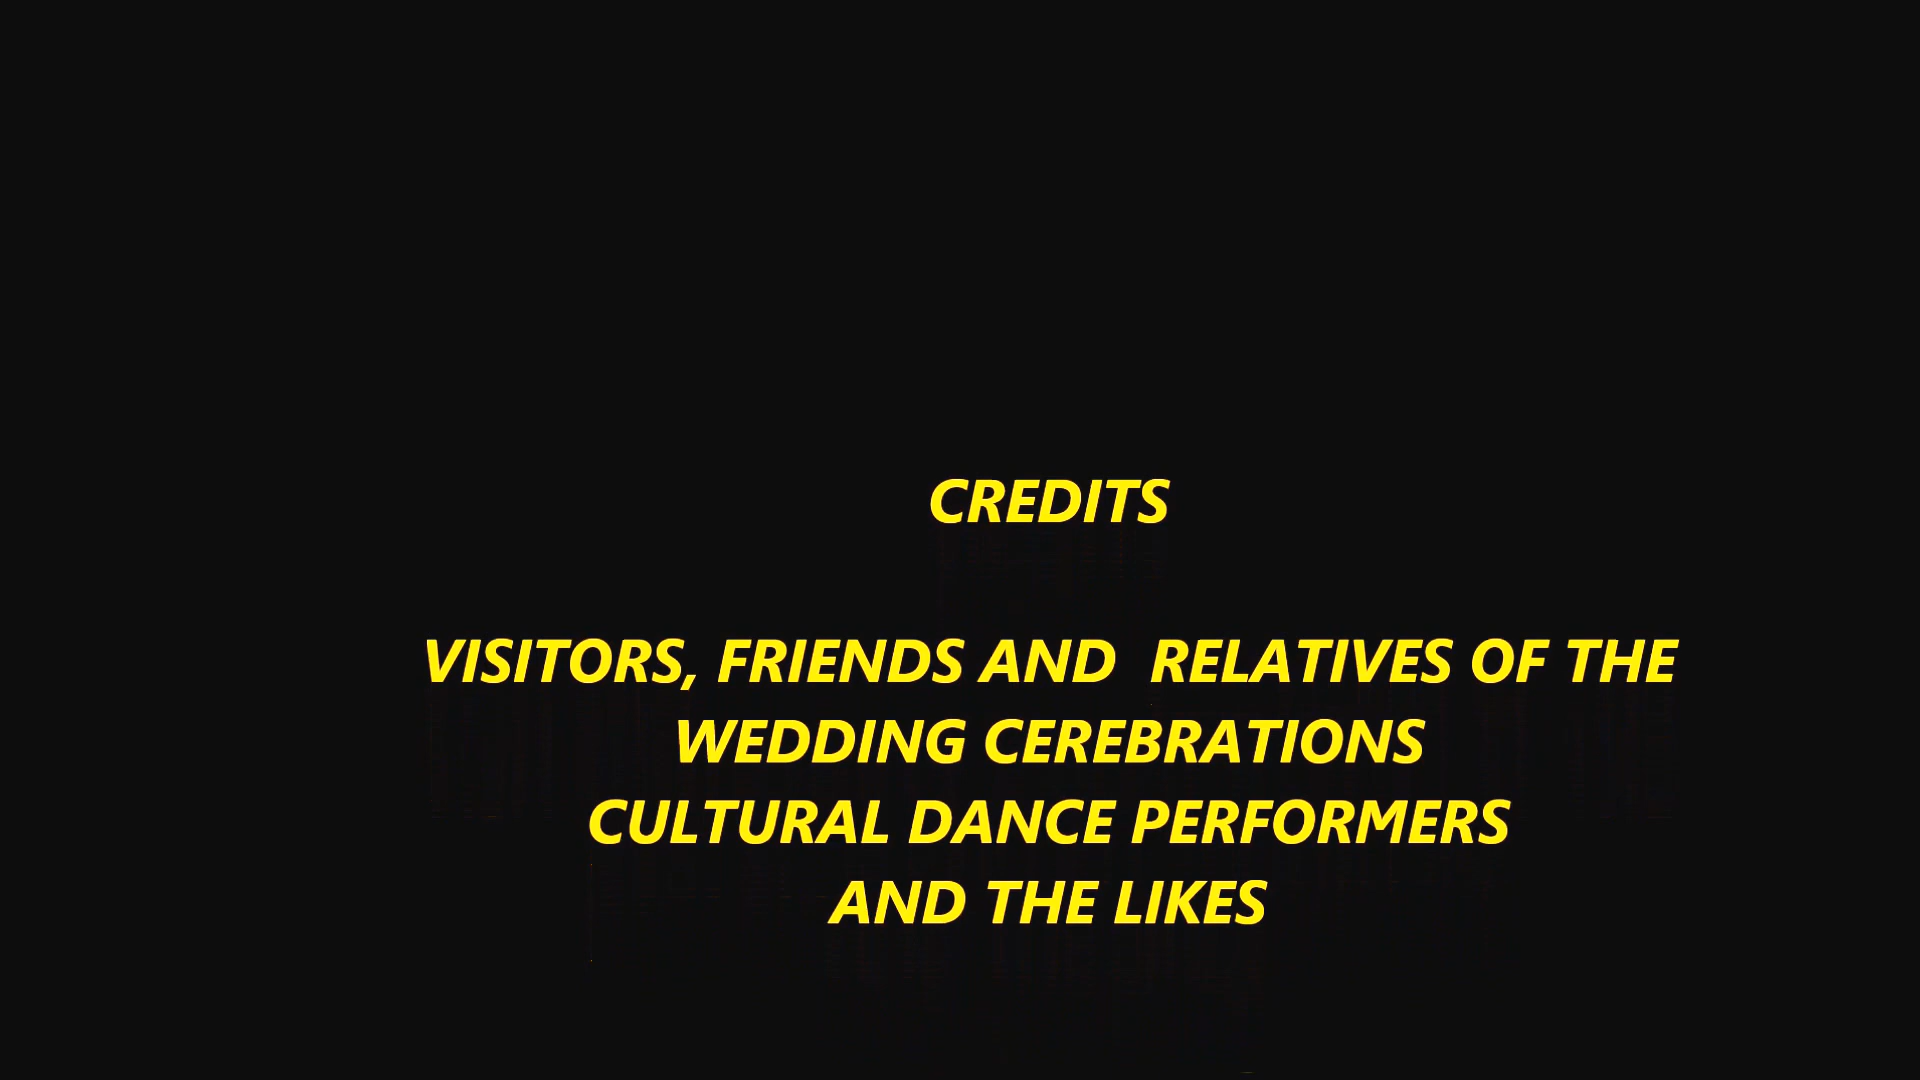 CREDITS
VISITORS, FRIENDS AND  RELATIVES OF THE
WEDDING CEREBRATIONS
CULTURAL DANCE PERFORMERS
AND THE LIKES